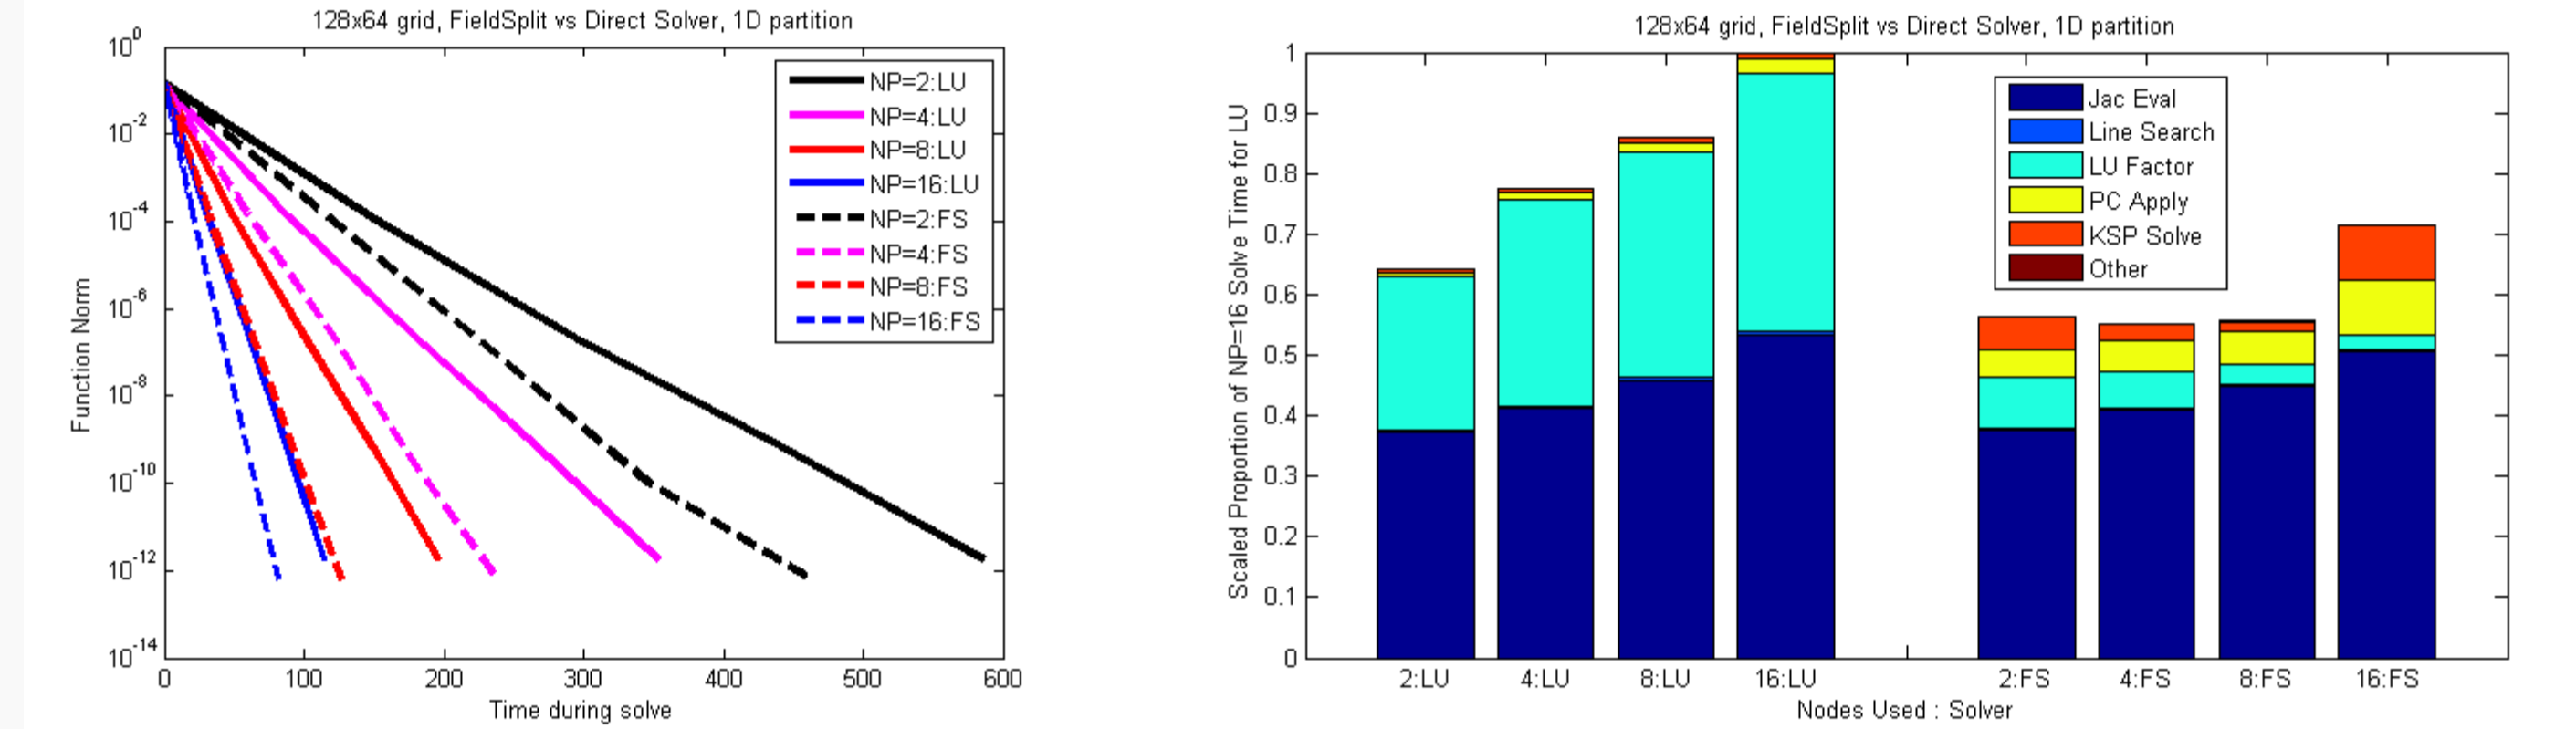 128x64 grid, FieldSplit vs Direct Solver, 1D partition
10^0
10^-2
10^-4
10^-6
10^-8
10^-10
10^-12
10^-14
Function Norm
NP=2:LU
NP=4:LU
NP=8:LU
NP=16:LU
NP=2:FS
NP=4:FS
NP=8:FS
NP=16:FS
0 100 200 300 400 500 600
Time during solve
128x64 grid, FieldSplit vs Direct Solver, 1D partition
1
0.9
0.8
0.7
0.6
0.5
0.4
0.3
0.2
0.1
0
Scaled Proportion of NP=16 Solve Time for LU
Jac Eval
Line Search
LU Factor
PC Apply
KSP Solve
Other
2:LU 4:LU 8:LU 16:LU 2:FS 4:FS 8:FS 16:FS
Nodes Used : Solver